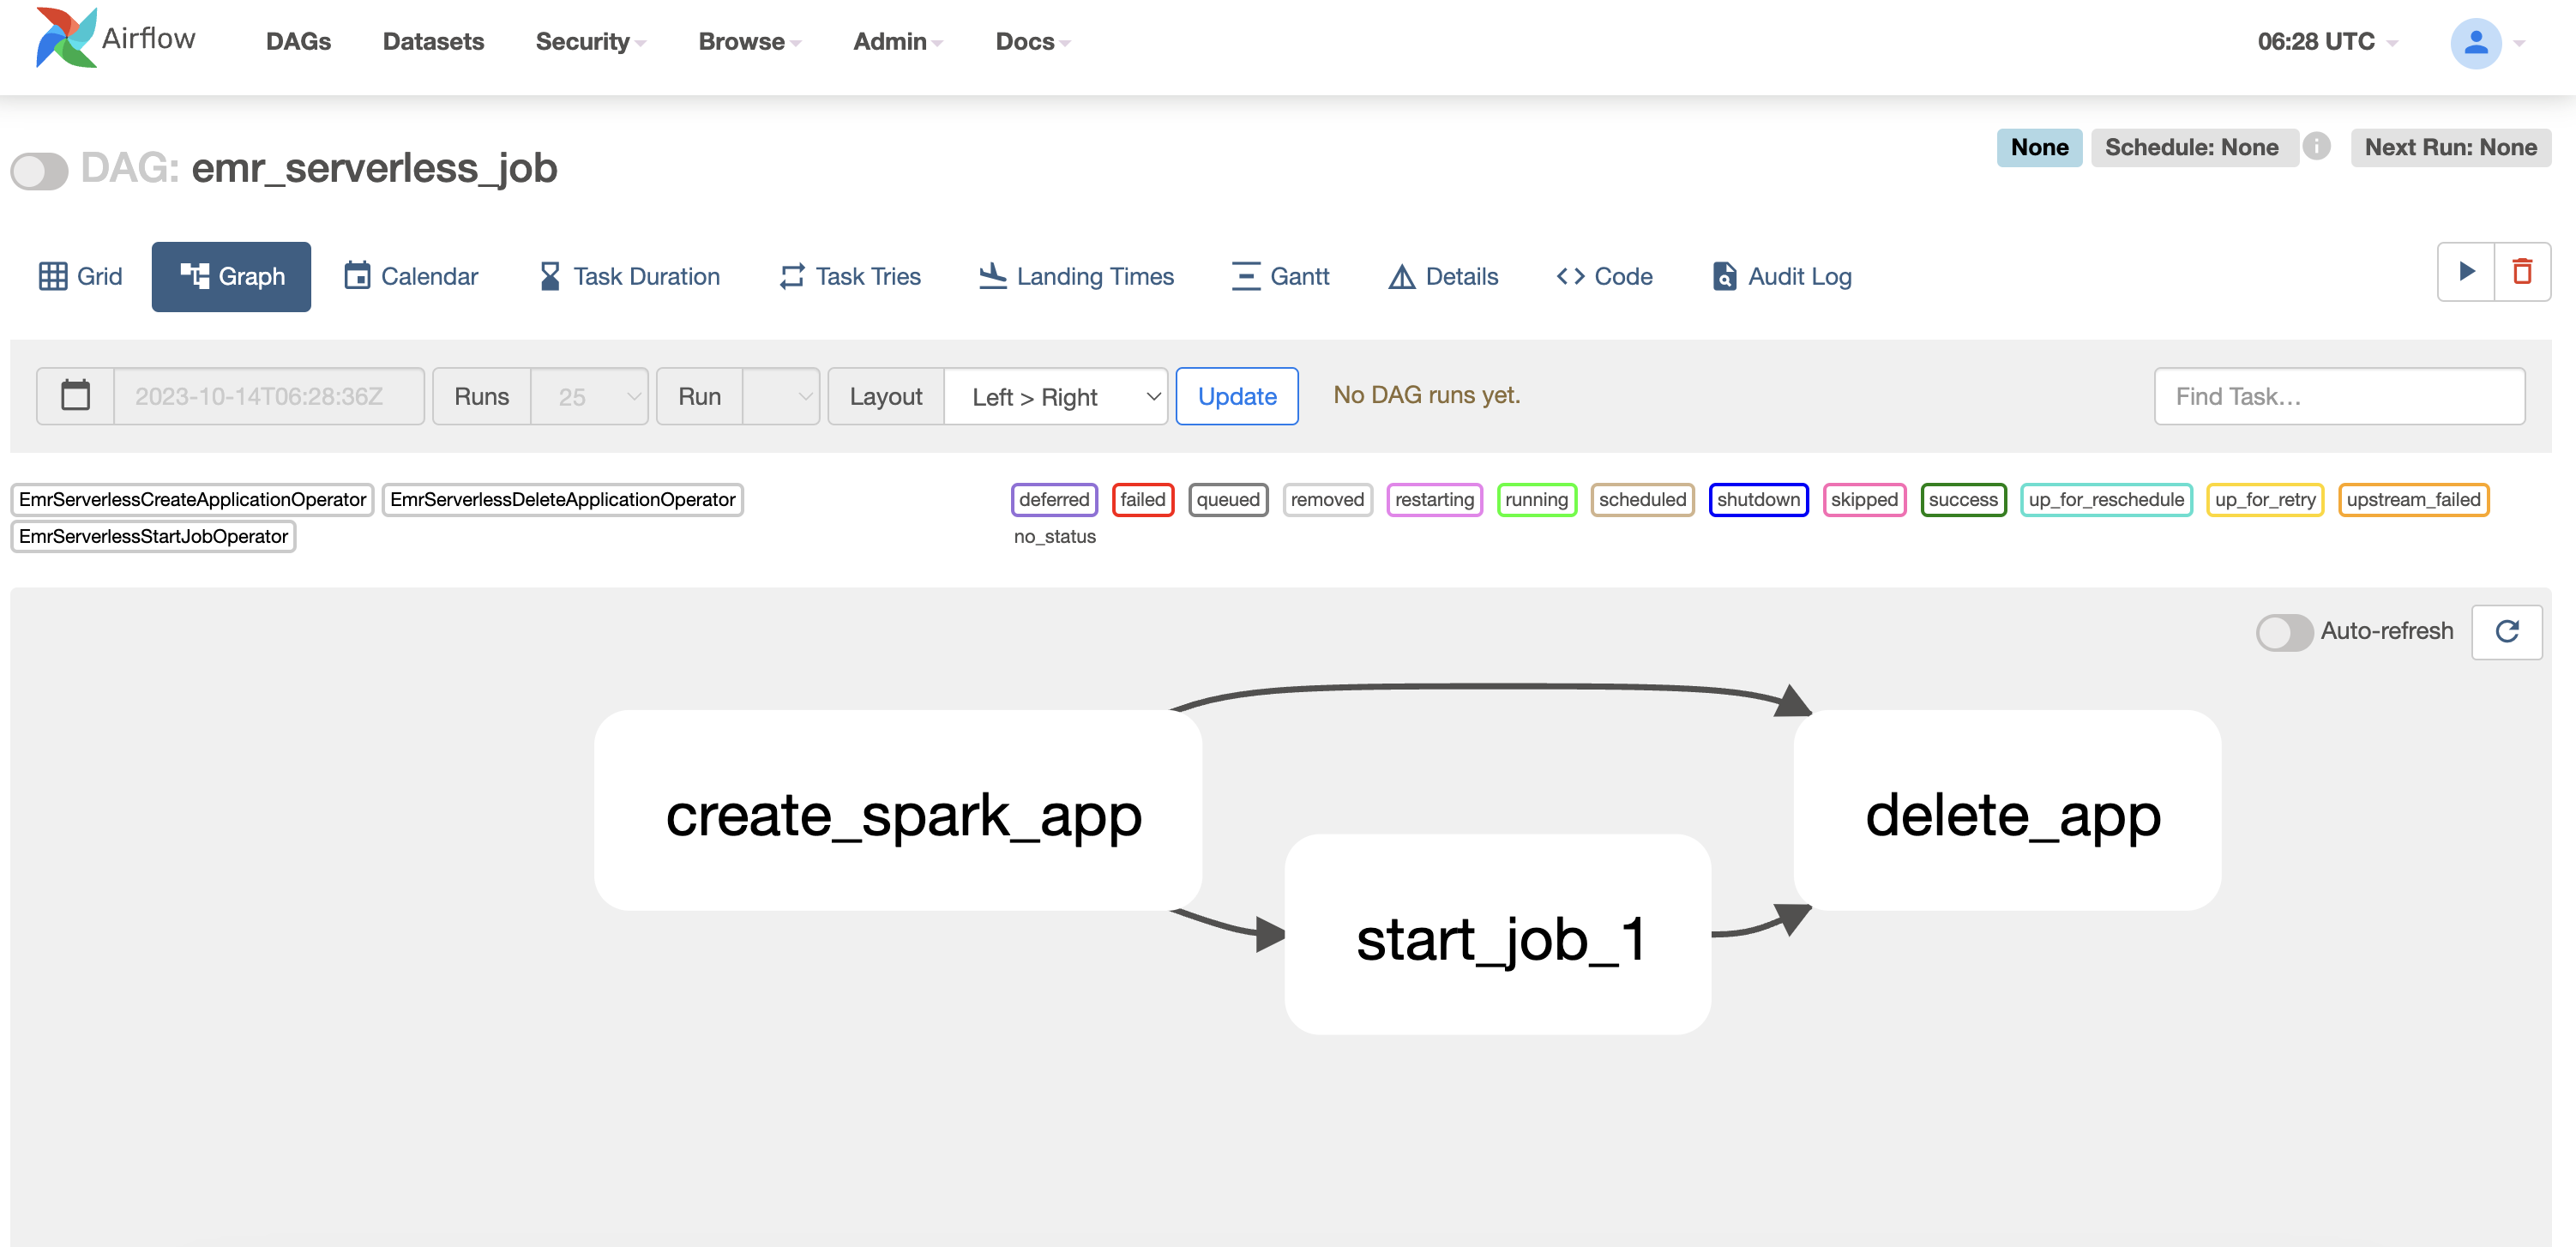 Airflow DAGs Datasets Security Browse Admin Docs 06:28 UTC
DAG: emr_serverless_job None Schedule: None i Next Run: None
Grid Graph Calendar Task Duration Task Tries Landing Times Gantt Details Code Audit Log
2023-10-14T06:28:36Z Runs 25 Run Layout Left > Right Update No DAG runs yet. Find Task...
EmrServerlessCreateApplicationOperator EmrServerlessDeleteApplicationOperator deferred failed queued removed restarting running scheduled shutdown skipped success up_for_reschedule up_for_retry upstream_failed
EmrServerlessStartJobOperator no_status
Auto-refresh
create_spark_app delete_app
start_job_1